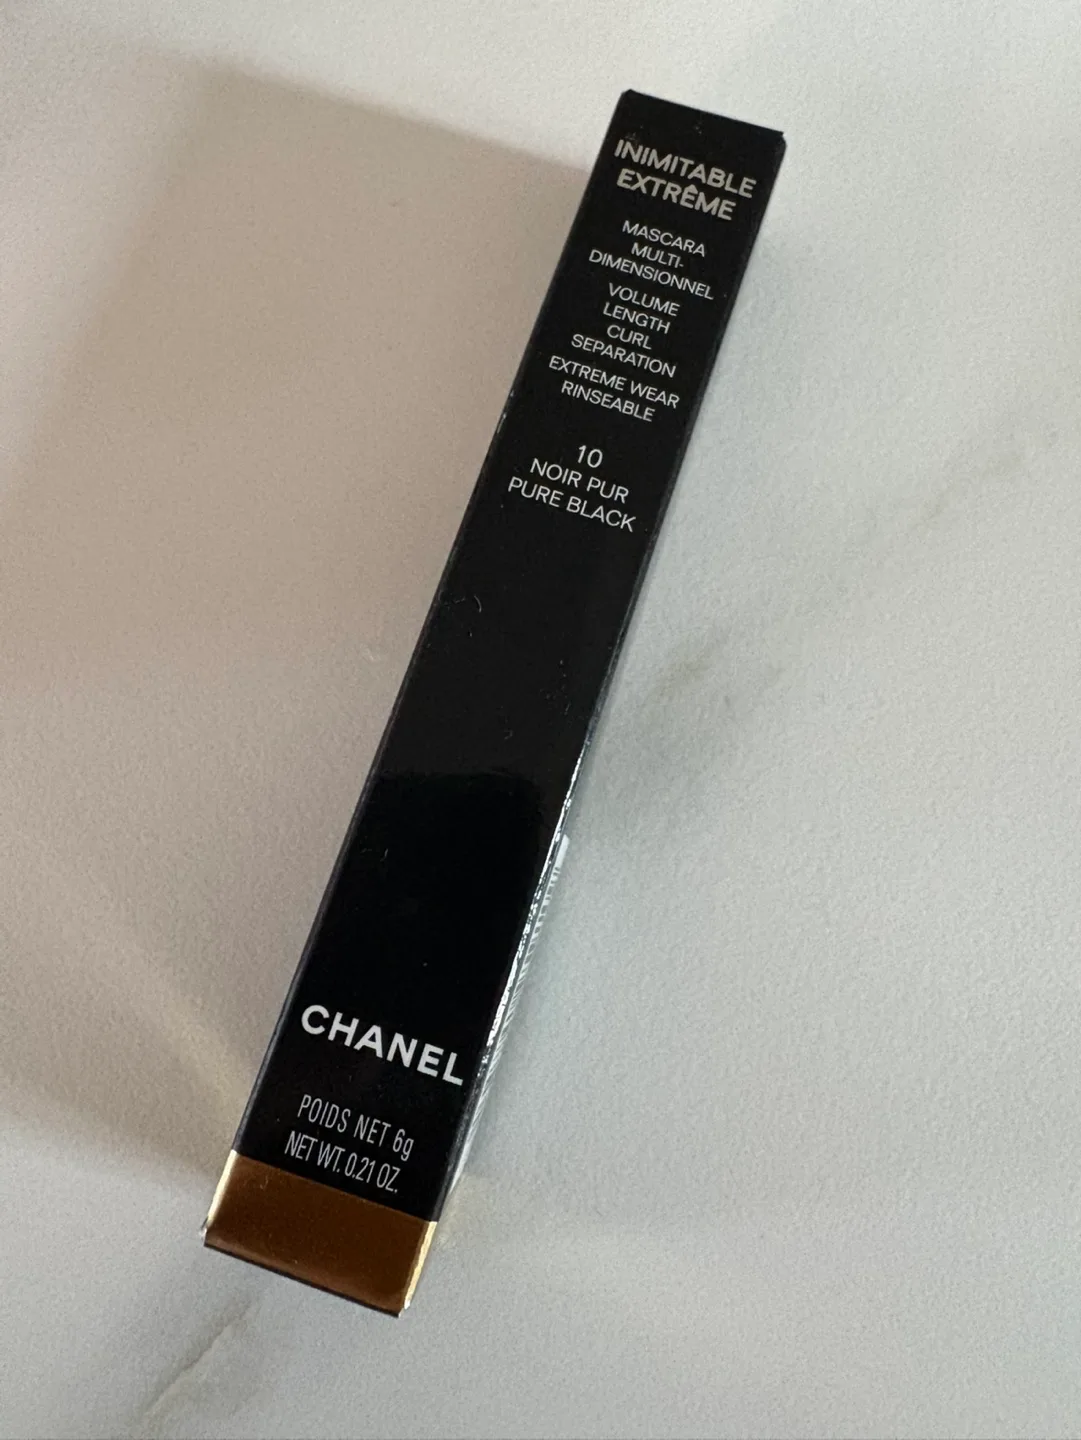 INIMITABLE
EXTRÊME
MASCARA
MULTI-
DIMENSIONNEL
VOLUME
LENGTH
CURL
SEPARATION
EXTREME WEAR
RINSEABLE
10
NOIR PUR
PURE BLACK
CHANEL
POIDS NET 6g
NET WT. 0.21 OZ.